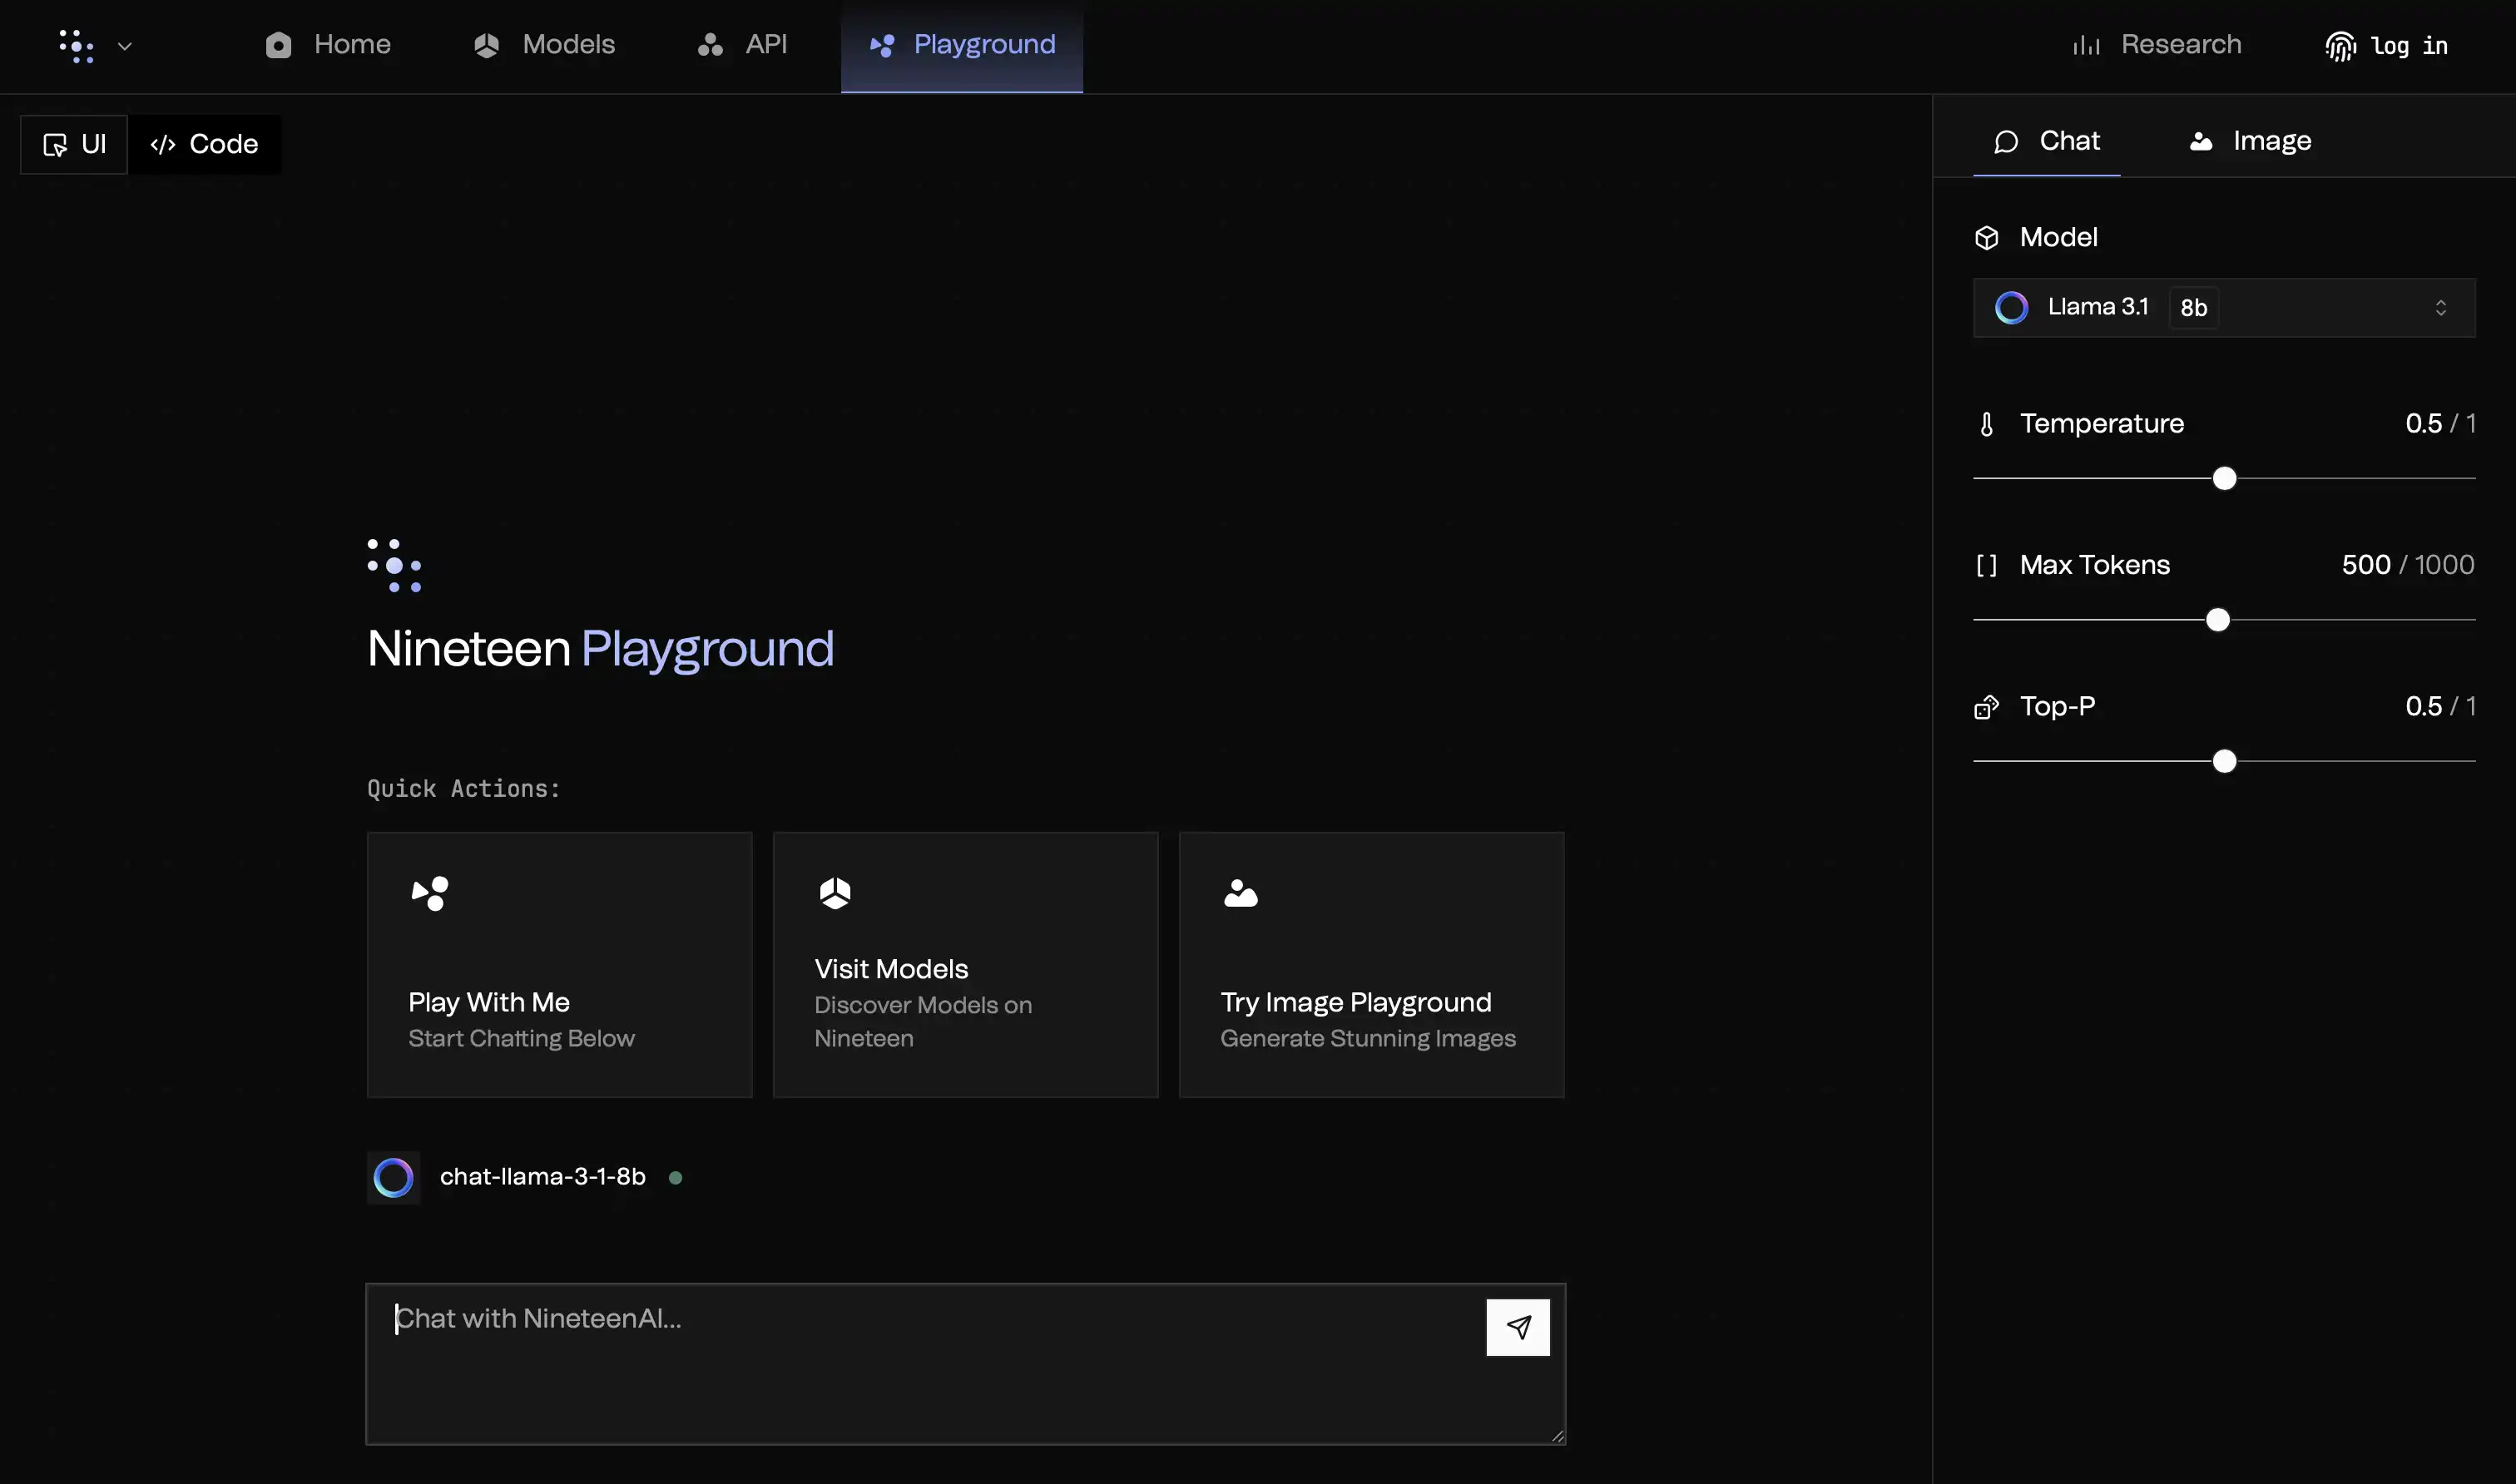 Home
Models
API
Playground
Research
log in
UI
Code
Chat
Image
Model
Llama 3.1 8b
Temperature 0.5 / 1
Max Tokens 500 / 1000
Top-P 0.5 / 1
Nineteen Playground
Quick Actions:
Play With Me
Start Chatting Below
Visit Models
Discover Models on
Nineteen
Try Image Playground
Generate Stunning Images
chat-llama-3-1-8b
Chat with NineteenAI...